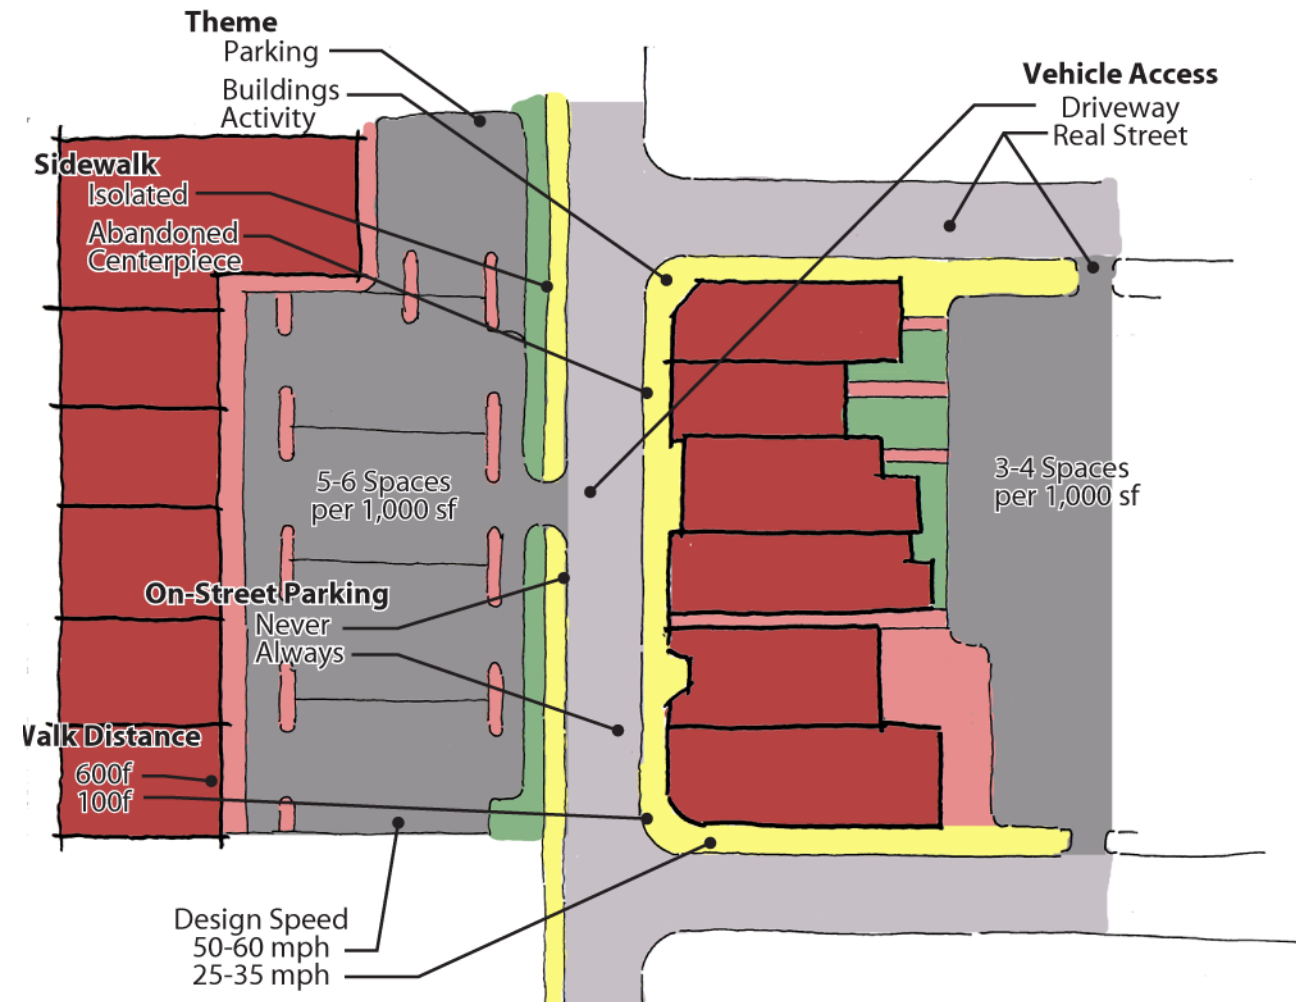 Theme
Parking
Buildings
Activity
Vehicle Access
Driveway
Real Street
Sidewalk
Isolated
Abandoned
Centerpiece
5-6 Spaces
per 1,000 sf
3-4 Spaces
per 1,000 sf
On-Street Parking
Never
Always
Walk Distance
600f
100f
Design Speed
50-60 mph
25-35 mph